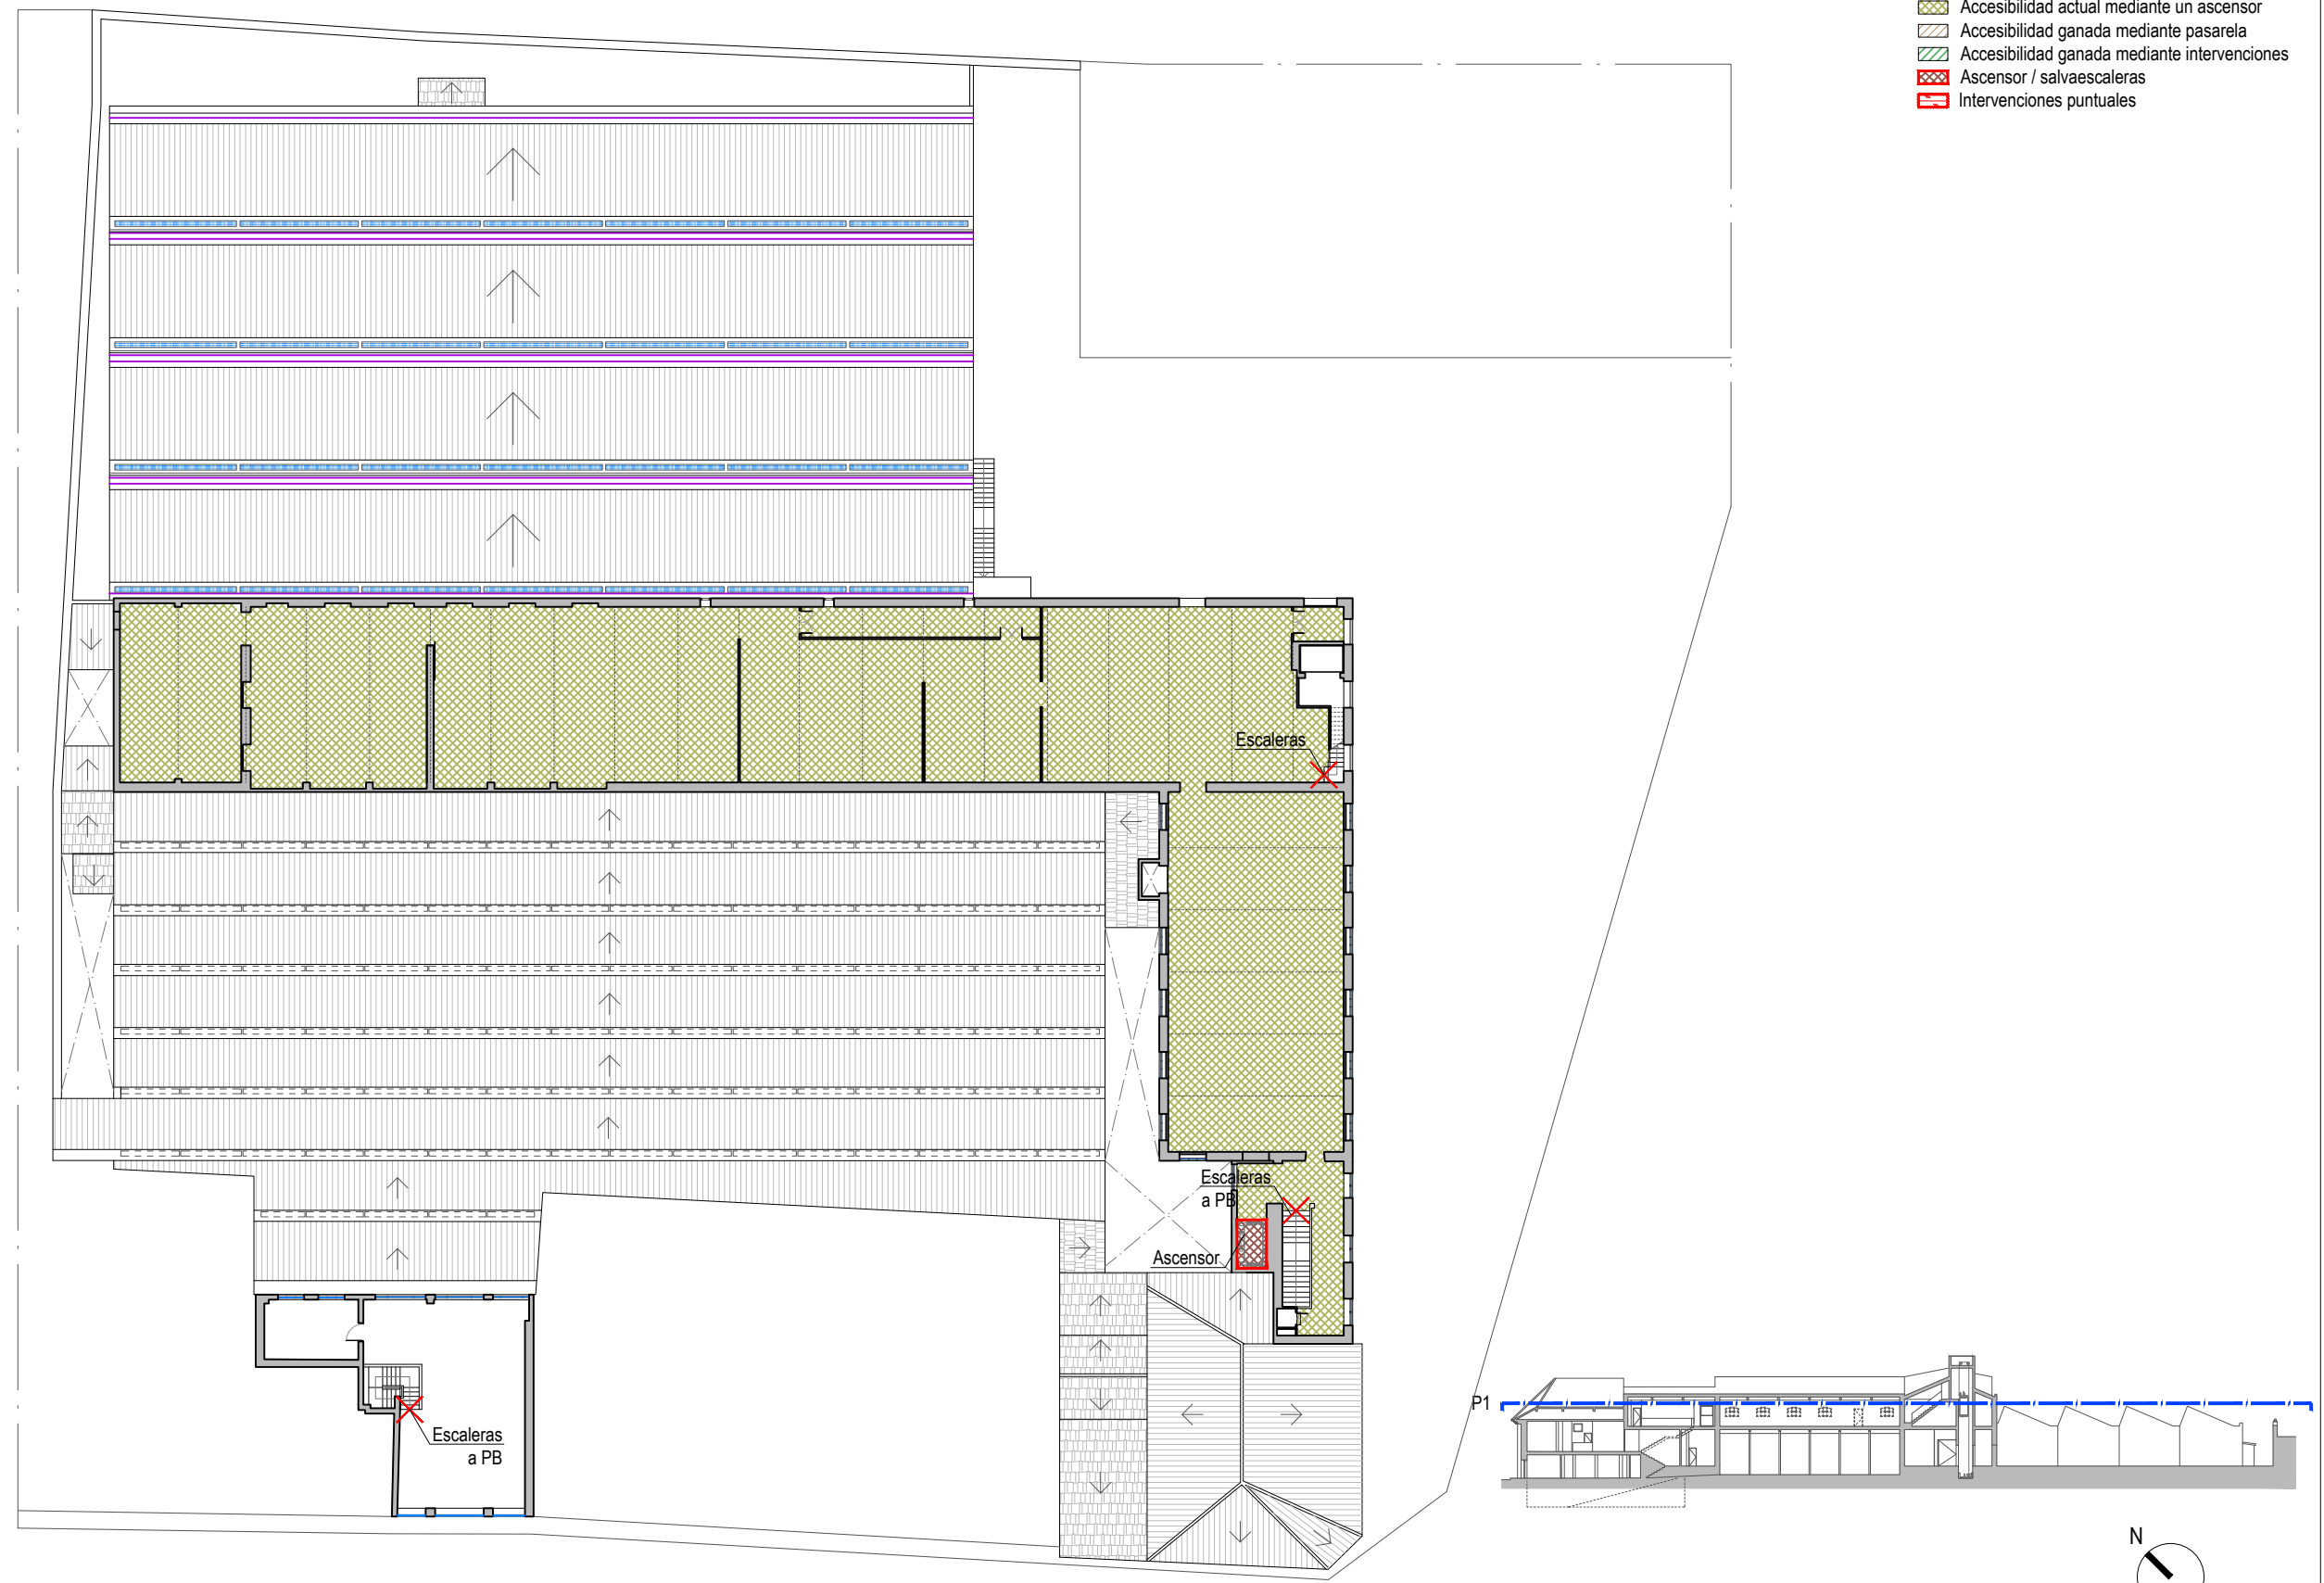 Accesibilidad actual mediante un ascensor
Accesibilidad ganada mediante pasarela
Accesibilidad ganada mediante intervenciones
Ascensor / salvaescaleras
Intervenciones puntuales
Escaleras
Escaleras
a PB
Ascensor
Escaleras
a PB
P1
N